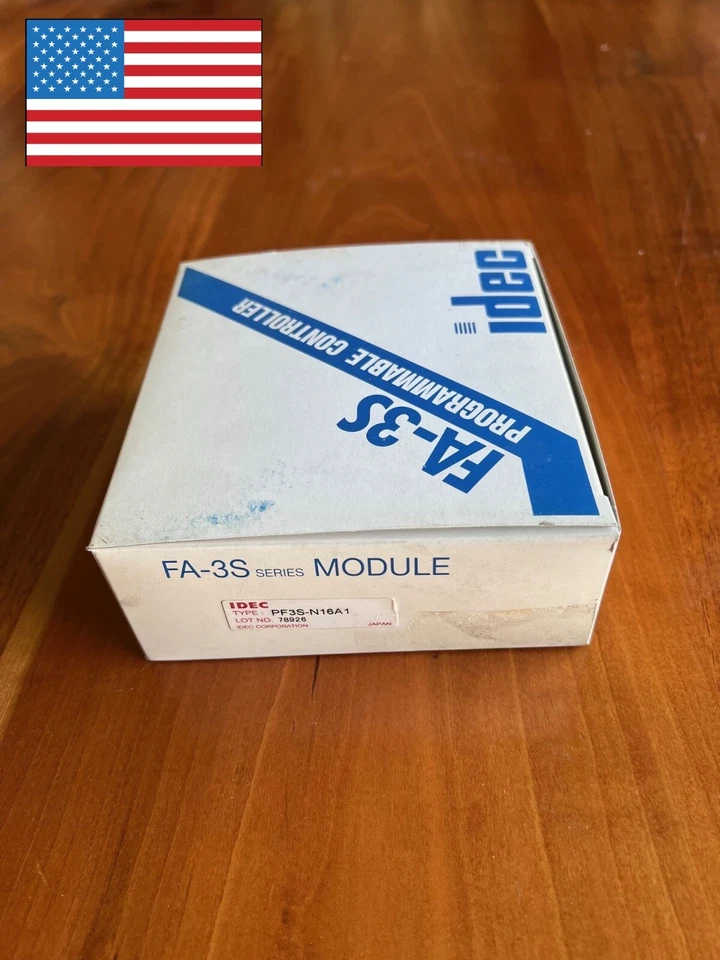 idec
PROGRAMMABLE CONTROLLER
FA-3S
FA-3S SERIES MODULE
IDEC
TYPE : PF3S-N16A1
LOT NO. 78926
IDEC CORPORATION JAPAN